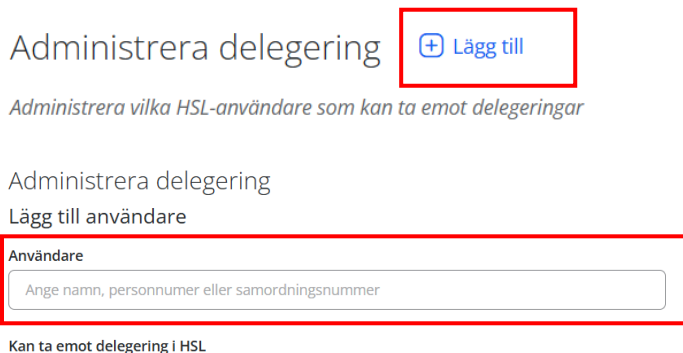 Administrera delegering Lägg till
Administrera vilka HSL-användare som kan ta emot delegeringar
Administrera delegering
Lägg till användare
Användare
Ange namn, personnumer eller samordningsnummer
Kan ta emot delegering i HSL